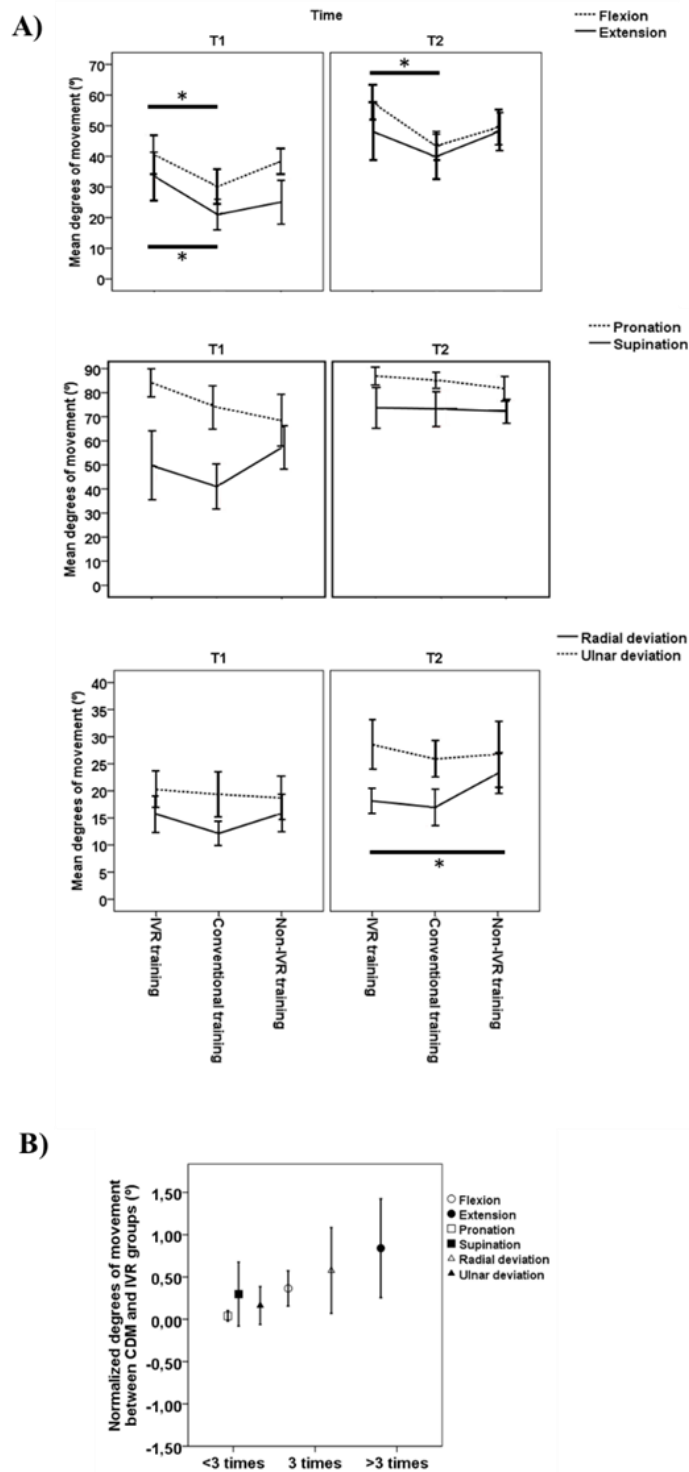 A)
Time
Flexion
Extension
T1
T2
Mean degrees of movement (º)
70
60
50
40
30
20
10
0
*
*
*
Pronation
Supination
T1
T2
Mean degrees of movement (º)
90
80
70
60
50
40
30
20
10
0
Radial deviation
Ulnar deviation
T1
T2
Mean degrees of movement (º)
40
35
30
25
20
15
10
5
0
*
IVR training
Conventional training
Non-IVR training
IVR training
Conventional training
Non-IVR training
B)
Normalized degrees of movement
between CDM and IVR groups (º)
1,50
1,00
0,50
0,00
-0,50
-1,00
-1,50
Flexion
Extension
Pronation
Supination
Radial deviation
Ulnar deviation
<3 times
3 times
>3 times